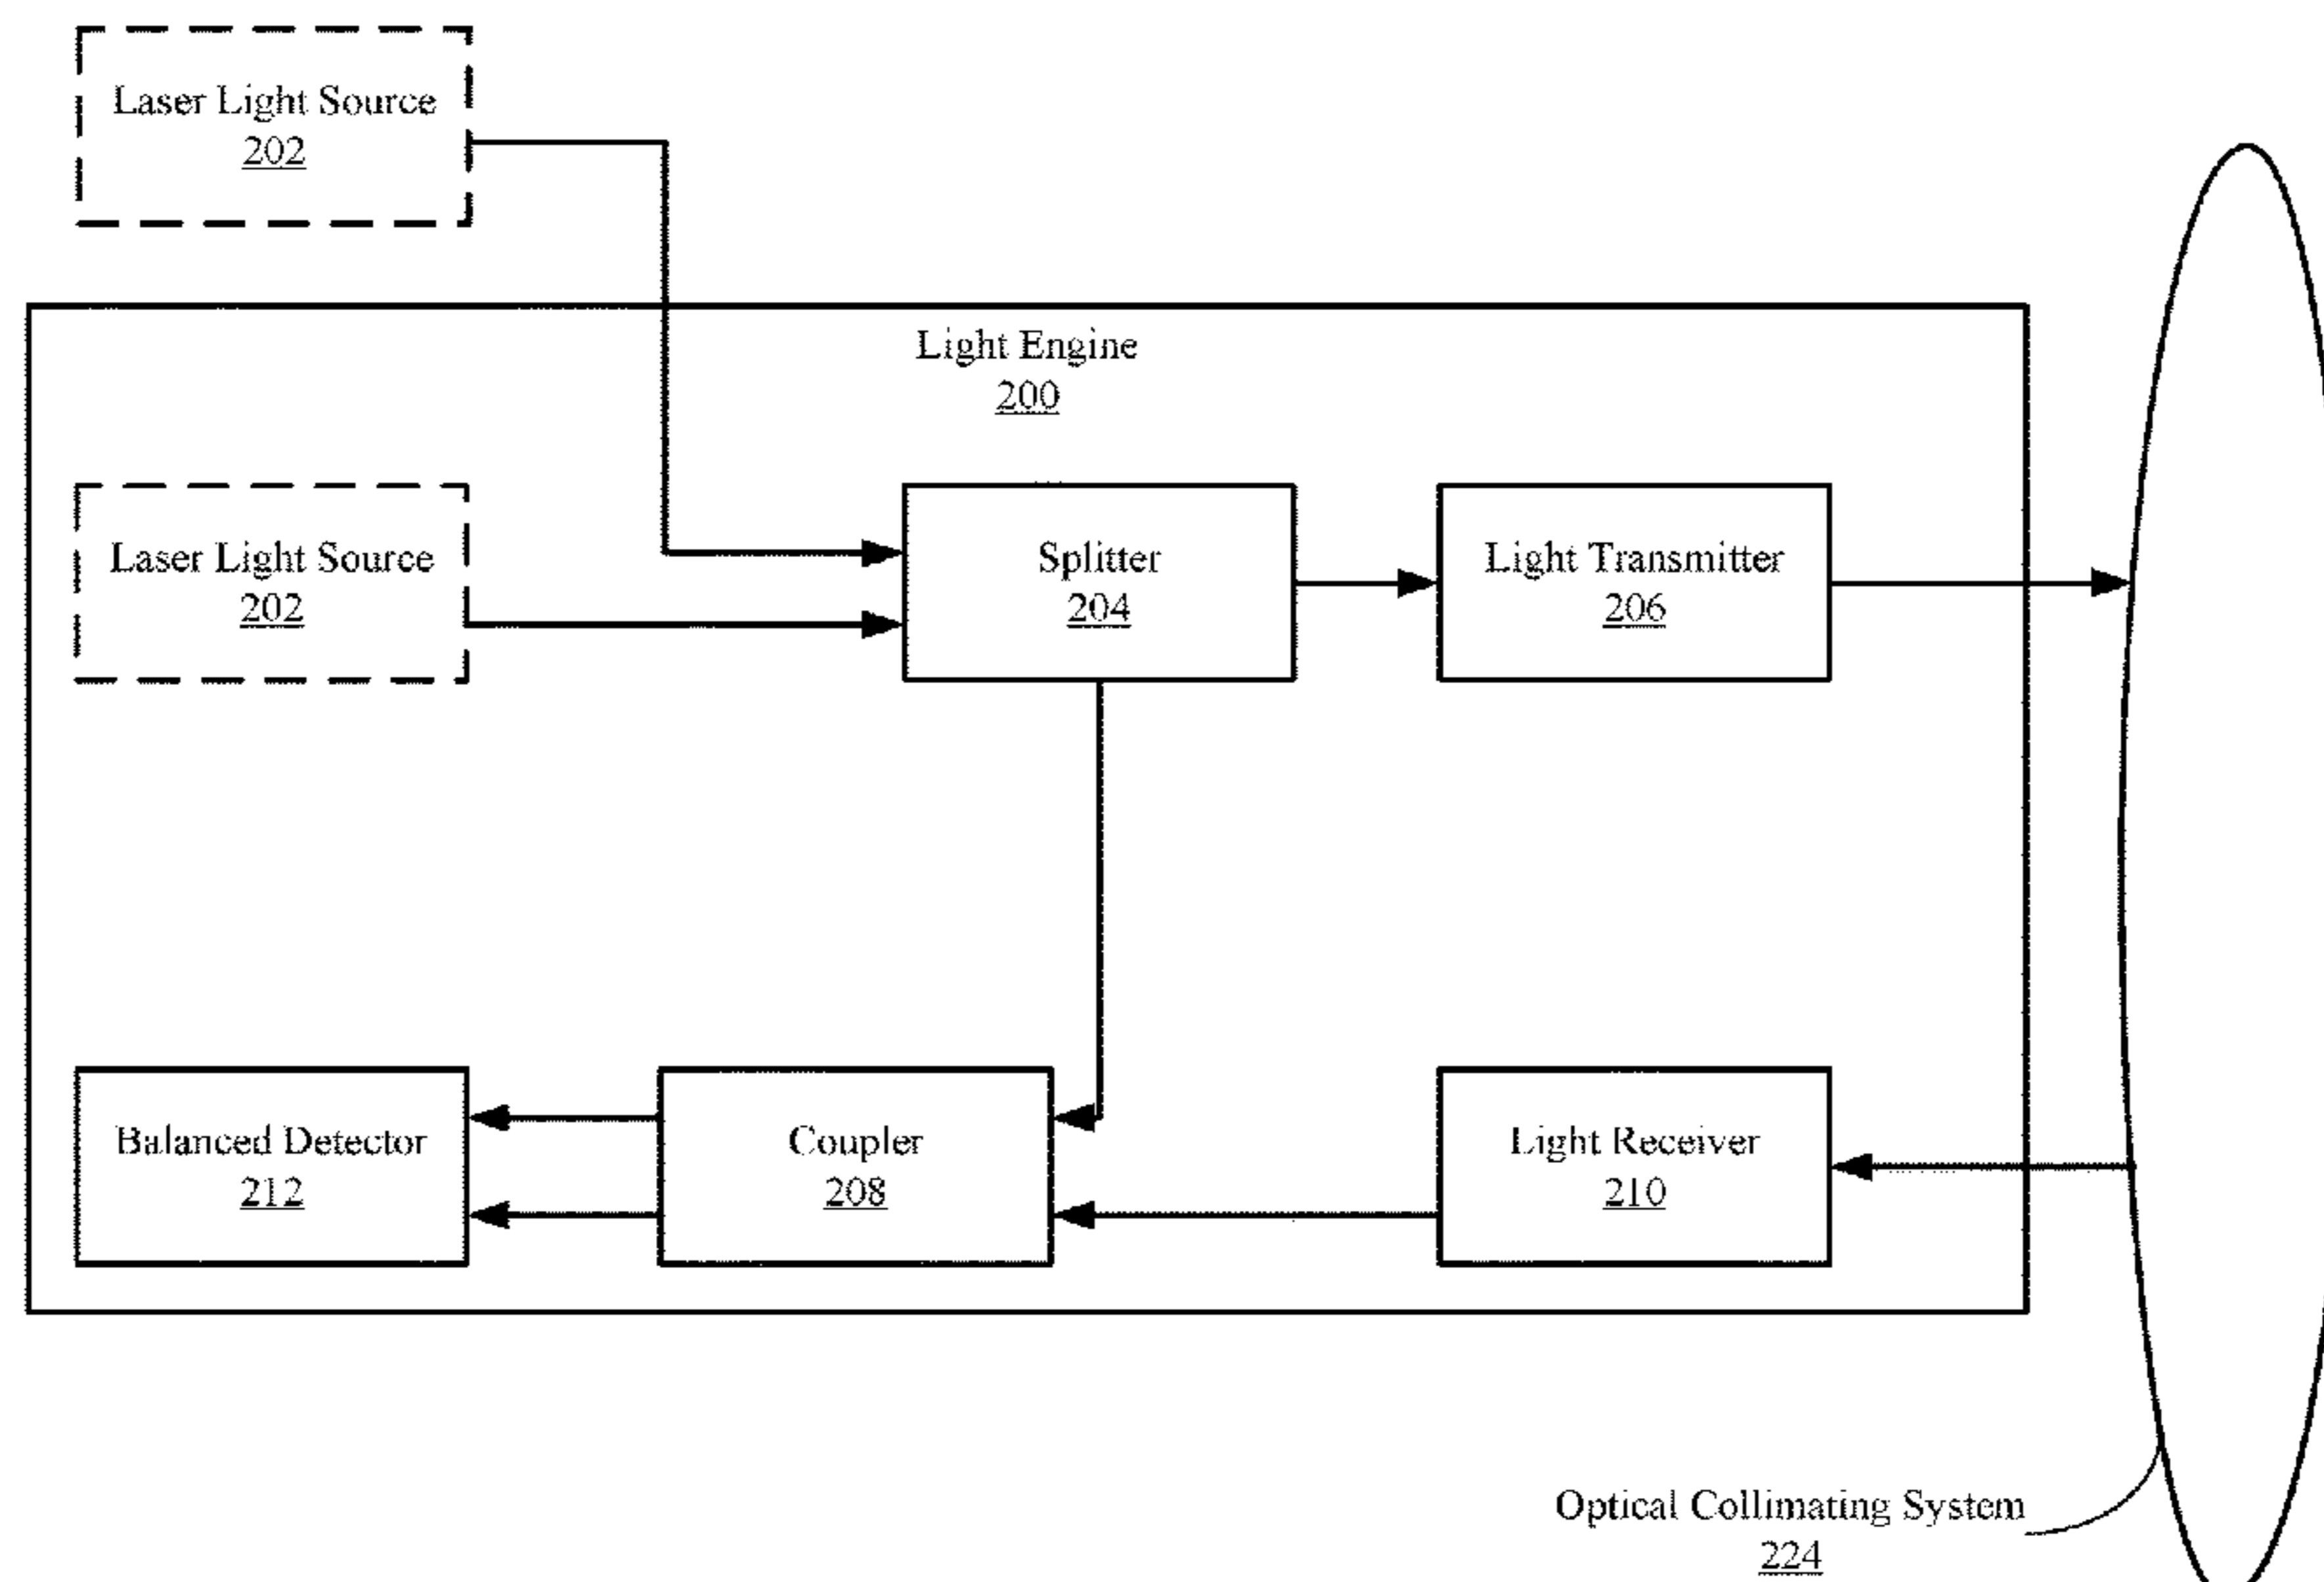 Laser Light Source
202
Light Engine
200
Laser Light Source
202
Splitter
204
Light Transmitter
206
Balanced Detector
212
Coupler
208
Light Receiver
210
Optical Collimating System
224